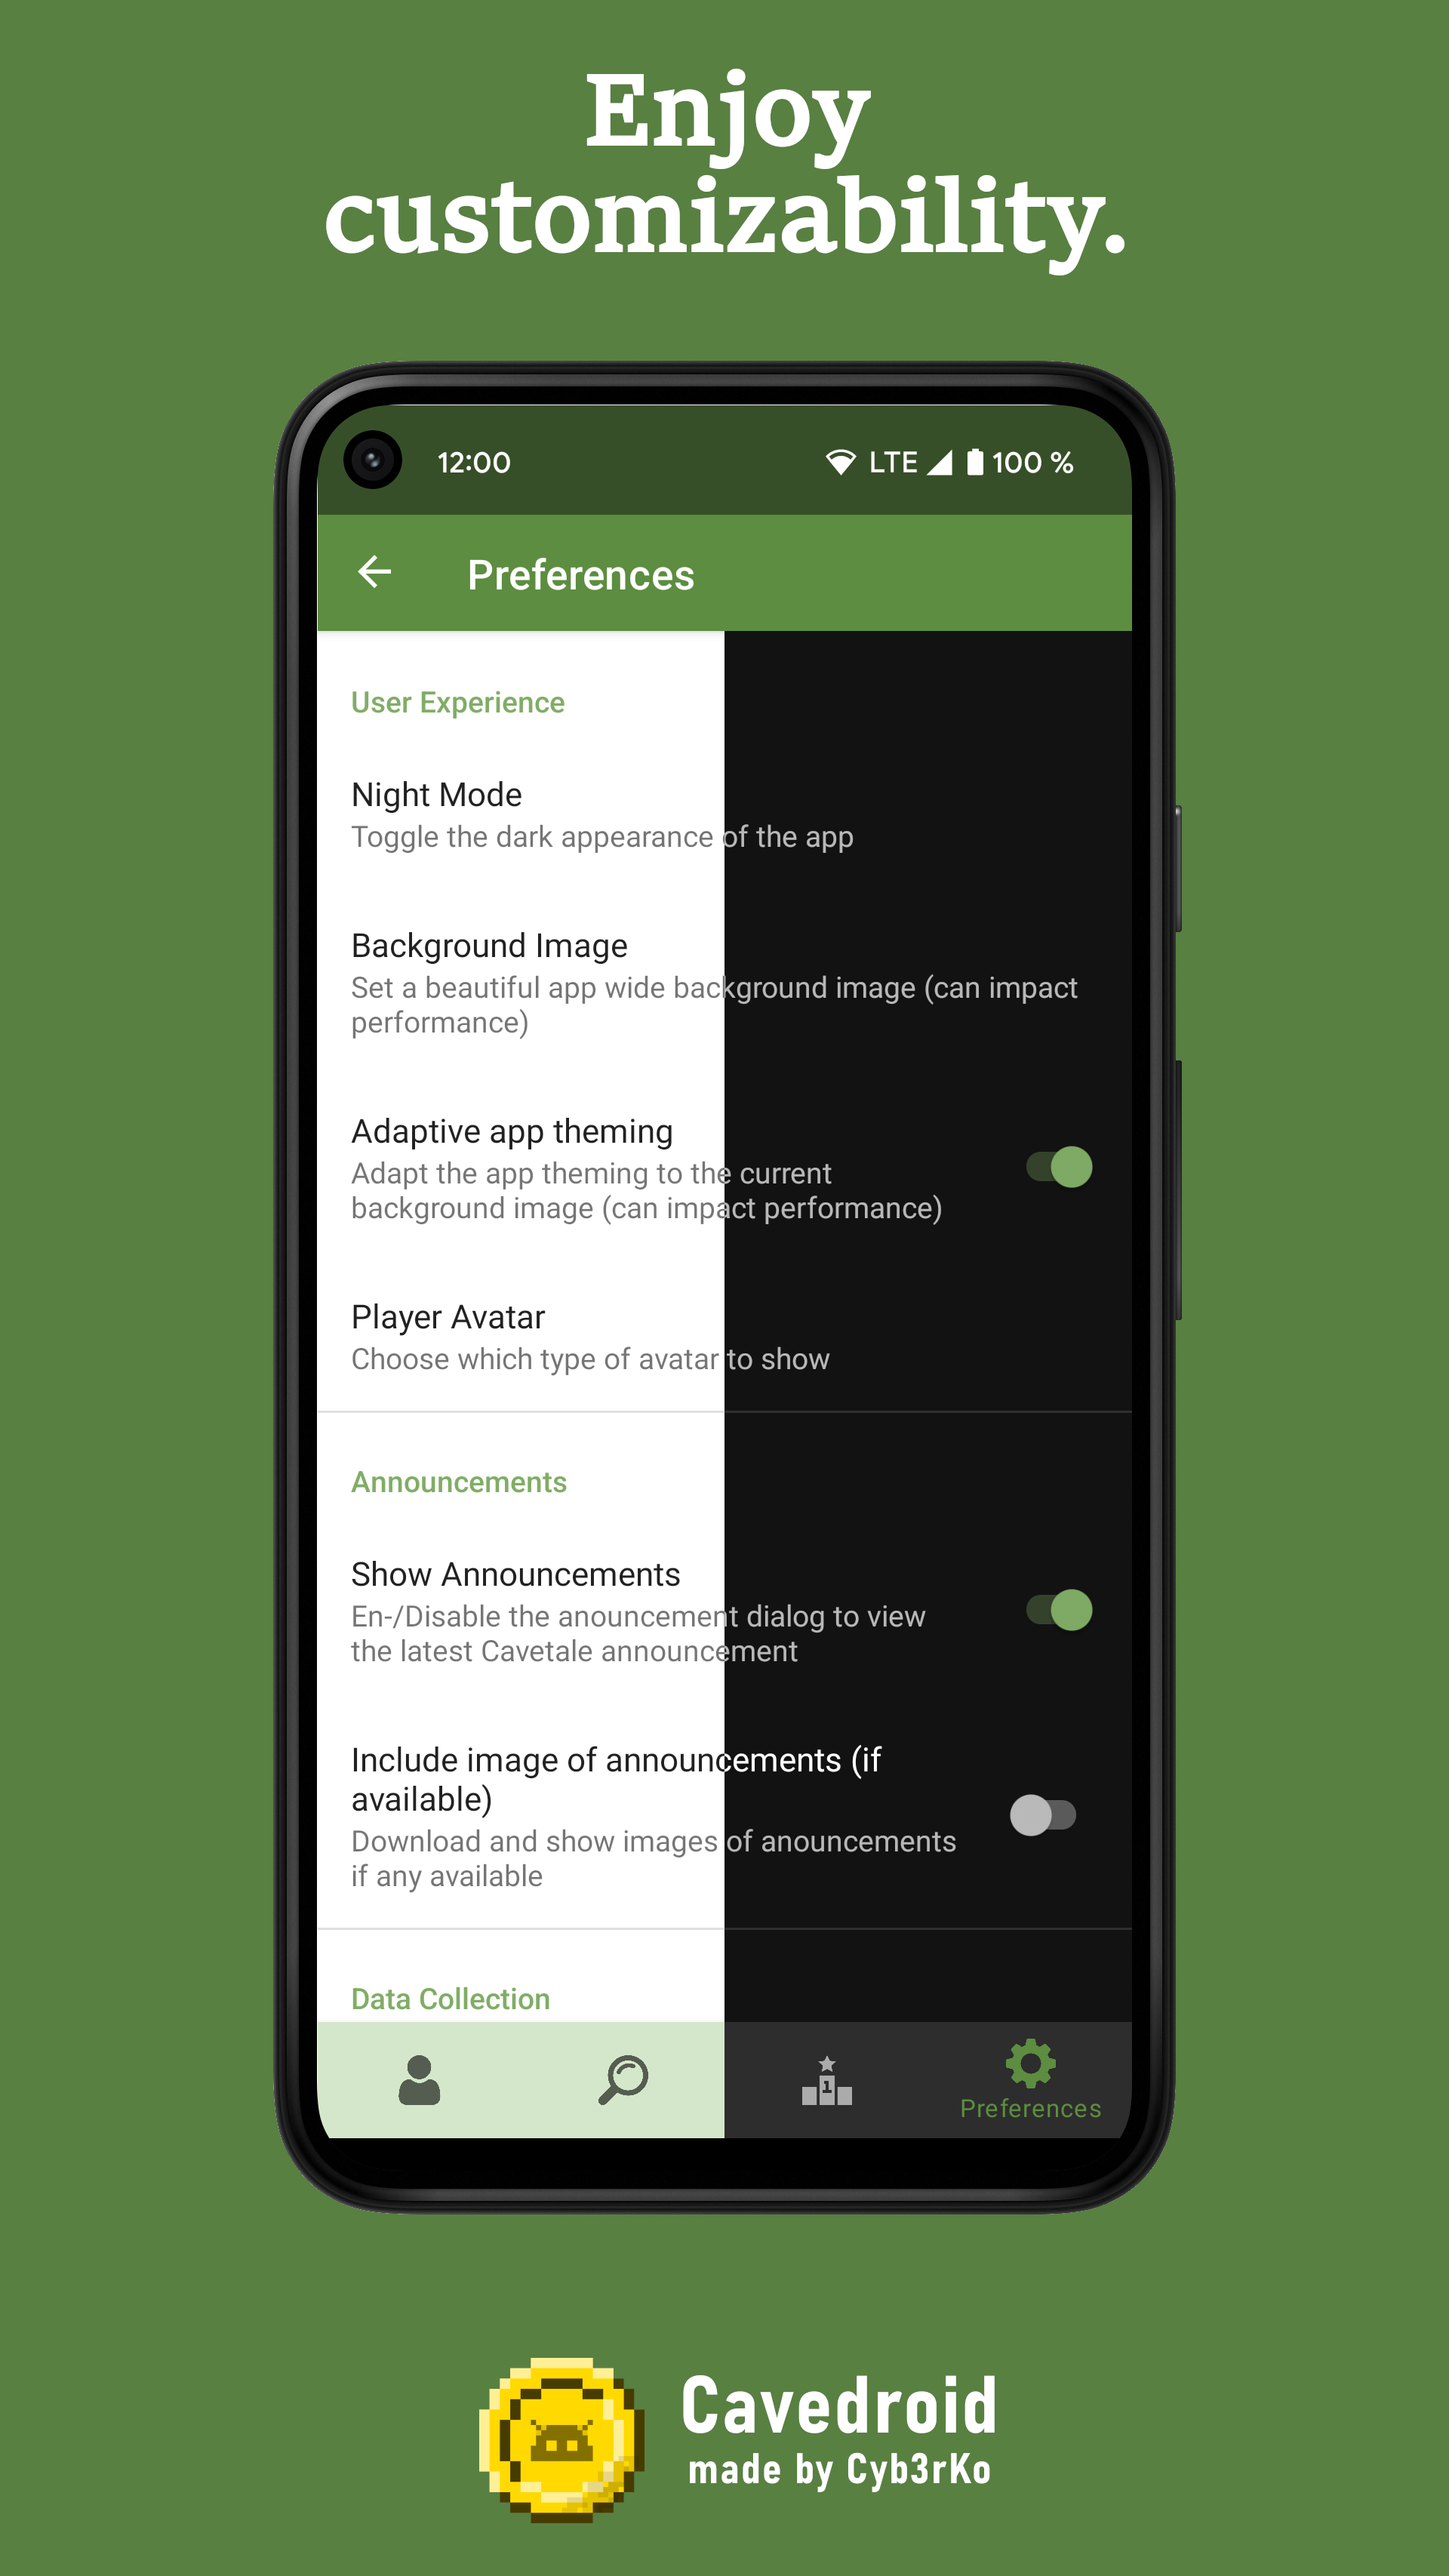 Enjoy
customizability.
12:00
LTE
100 %
Preferences
User Experience
Night Mode
Toggle the dark appearance of the app
Background Image
Set a beautiful app wide background image (can impact
performance)
Adaptive app theming
Adapt the app theming to the current
background image (can impact performance)
Player Avatar
Choose which type of avatar to show
Announcements
Show Announcements
En-/Disable the anouncement dialog to view
the latest Cavetale announcement
Include image of announcements (if
available)
Download and show images of anouncements
if any available
Data Collection
1
Preferences
Cavedroid
made by Cyb3rKo